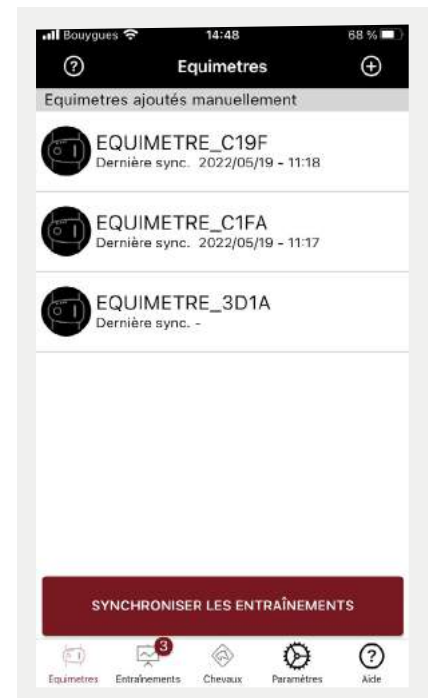 Bouygues 14:48 68 %
? Equimetres +
Equimetres ajoutés manuellement
EQUIMETRE_C19F
Dernière sync. 2022/05/19 - 11:18
EQUIMETRE_C1FA
Dernière sync. 2022/05/19 - 11:17
EQUIMETRE_3D1A
Dernière sync. -
SYNCHRONISER LES ENTRAÎNEMENTS
3
?
Equimetres Entraînements Chevaux Paramètres Aide